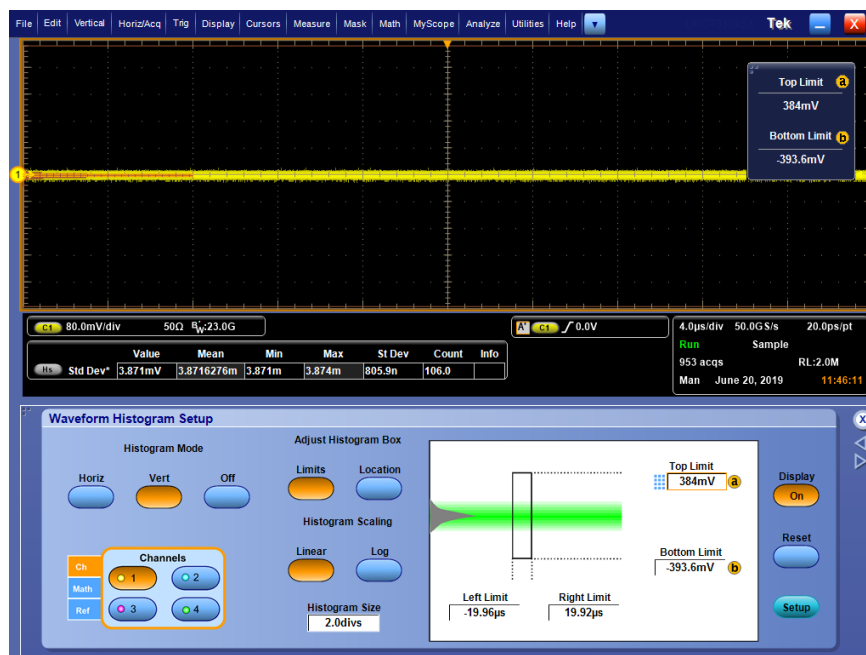 File Edit Vertical Horiz/Acq Trig Display Cursors Measure Mask Math MyScope Analyze Utilities Help Tek X
Top Limit a
384mV
Bottom Limit b
-393.6mV
1
C1 80.0mV/div 50Ω BW:23.0G
A' C1 0.0V
4.0µs/div 50.0GS/s 20.0ps/pt
Run Sample
953 acqs RL:2.0M
Man June 20, 2019 11:46:11
Value Mean Min Max St Dev Count Info
Hs Std Dev* 3.871mV 3.8716276m 3.871m 3.874m 805.9n 106.0
Waveform Histogram Setup X
Histogram Mode
Horiz Vert Off
Adjust Histogram Box
Limits Location
Histogram Scaling
Linear Log
Histogram Size
2.0divs
Ch
Math
Ref
Channels
1 2
3 4
Top Limit
384mV a
Bottom Limit
-393.6mV b
Left Limit Right Limit
-19.96µs 19.92µs
Display
On
Reset
Setup